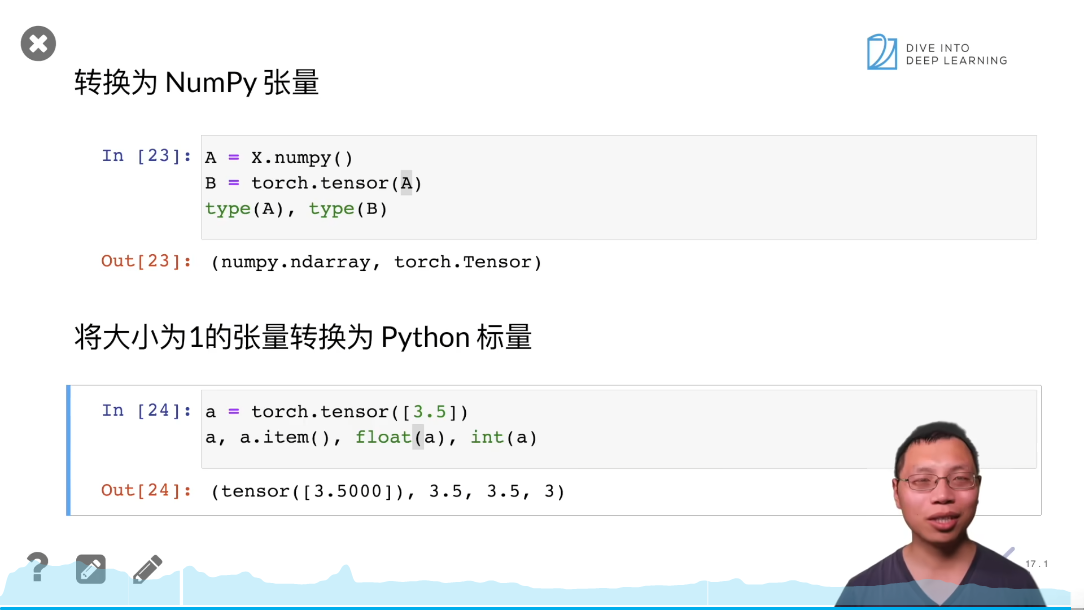 DIVE INTO
DEEP LEARNING
转换为 NumPy 张量
In [23]: A = X.numpy()
B = torch.tensor(A)
type(A), type(B)
Out[23]: (numpy.ndarray, torch.Tensor)
将大小为1的张量转换为 Python 标量
In [24]: a = torch.tensor([3.5])
a, a.item(), float(a), int(a)
Out[24]: (tensor([3.5000]), 3.5, 3.5, 3)
?
17.1